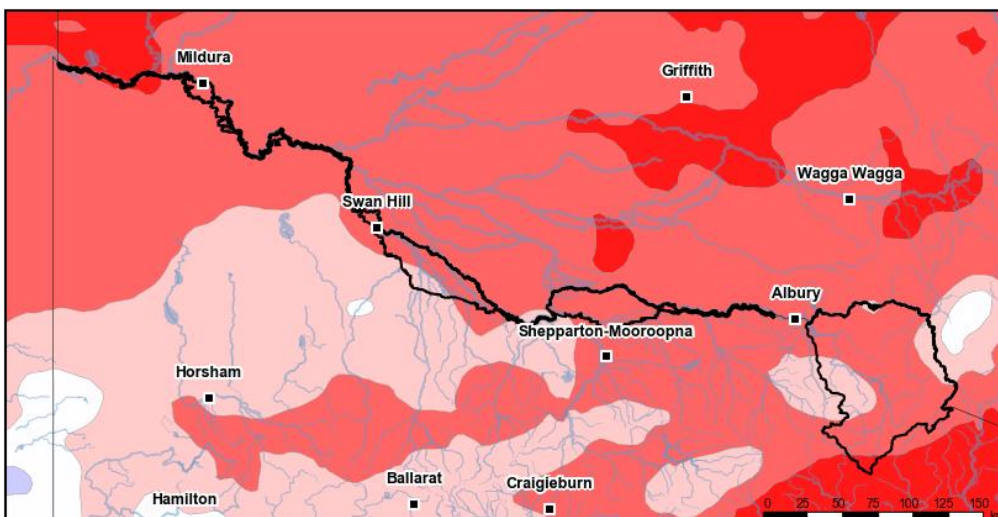 Mildura
Griffith
Wagga Wagga
Swan Hill
Albury
Shepparton-Mooroopna
Horsham
Ballarat
Craigieburn
Hamilton
0 25 50 75 100 125 150